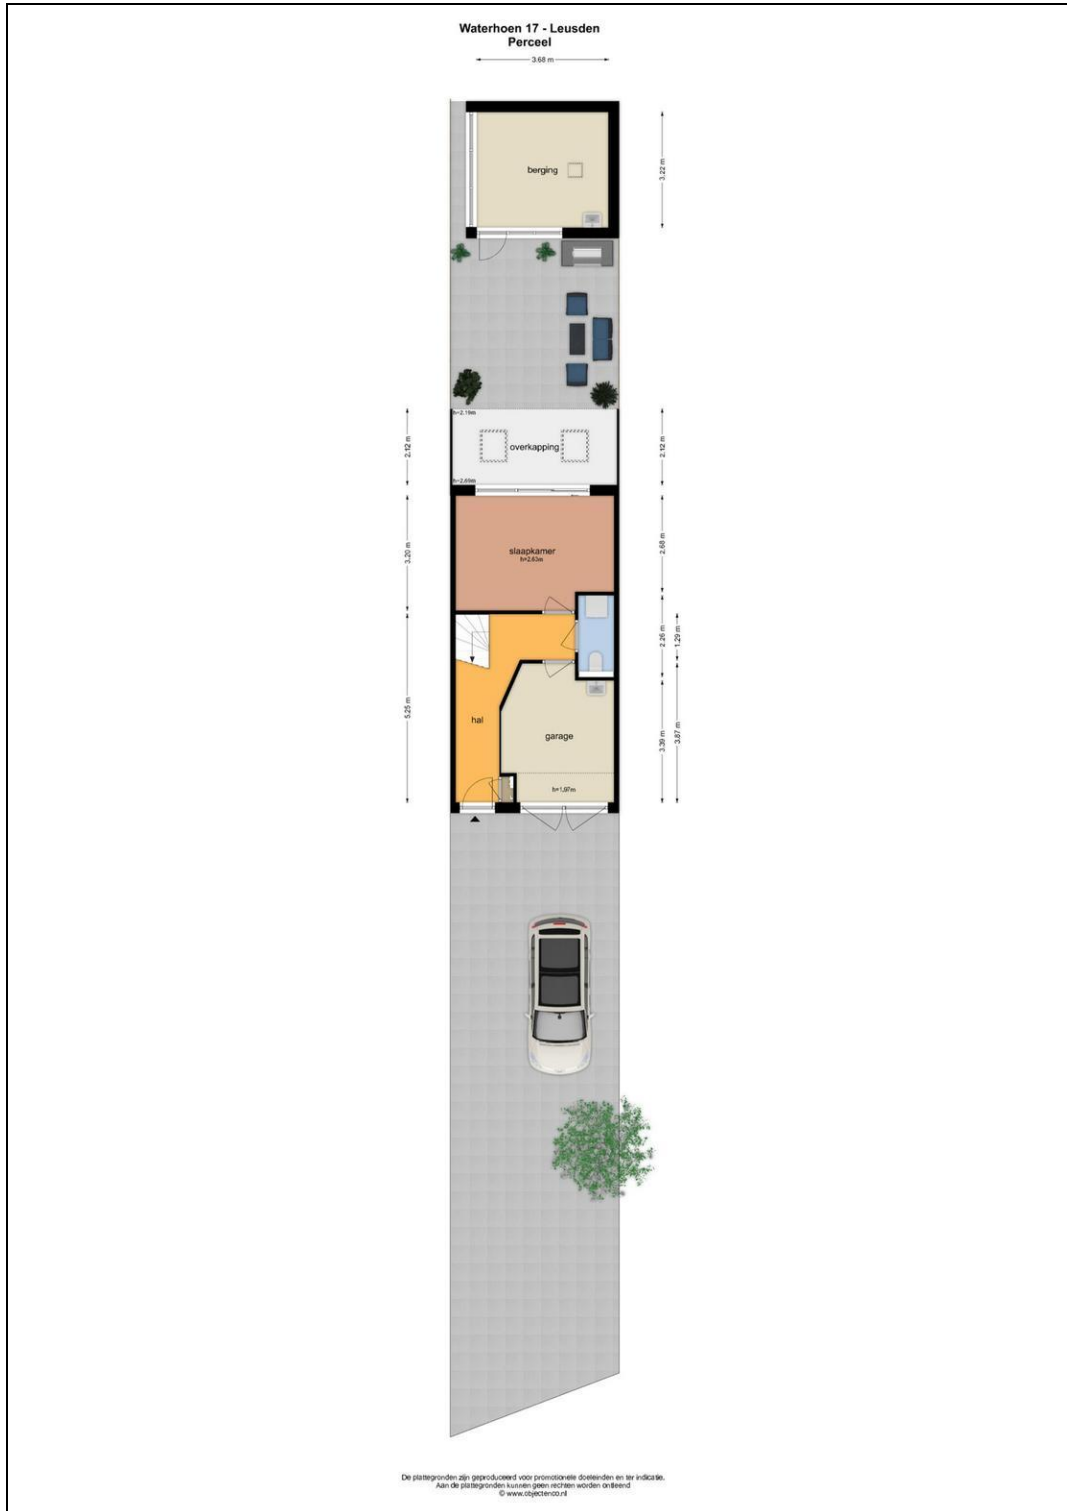 Waterhoen 17 - Leusden
Perceel
3.68 m
berging
3.22 m
h=2.19m
2.12 m
overkapping
2.12 m
h=2.69m
3.20 m
slaapkamer
h=2.63m
2.68 m
2.26 m
1.29 m
5.25 m
hal
garage
3.39 m
3.87 m
h=1.97m
De plattegronden zijn geproduceerd voor promotionele doeleinden en ter indicatie.
Aan de plattegronden kunnen geen rechten worden ontleend
© www.objectenco.nl